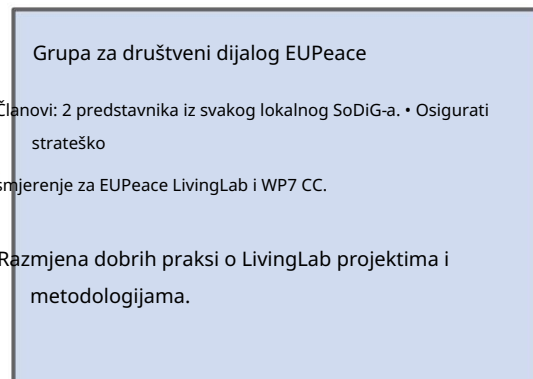 Grupa za društveni dijalog EUPeace
Članovi: 2 predstavnika iz svakog lokalnog SoDiG-a. • Osigurati
strateško
smjerenje za EUPeace LivingLab i WP7 CC.
Razmjena dobrih praksi o LivingLab projektima i
metodologijama.